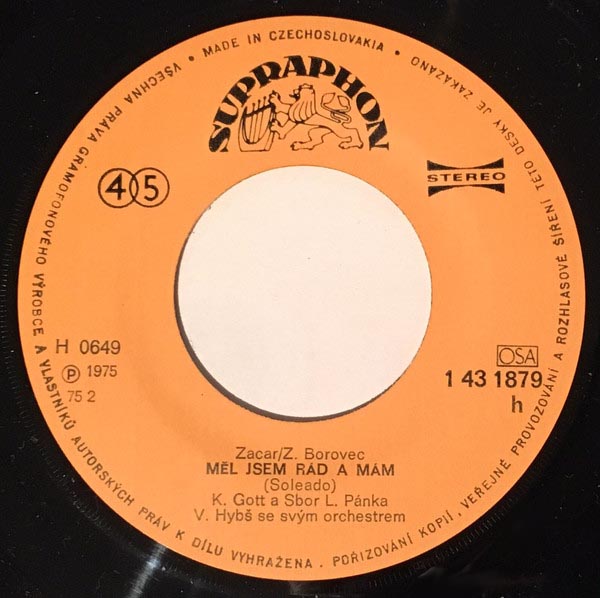 VŠECHNA PRÁVA GRAMOFONOVÉHO VÝROBCE A VLASTNÍKŮ AUTORSKÝCH PRÁV K DÍLU VYHRAŽENA. POŘIZOVÁNÍ KOPIÍ, VEŘEJNÉ PROVOZOVÁNÍ A ROZHLASOVÉ ŠÍŘENÍ TÉTO DESKY JE ZAKÁZÁNO
• MADE IN CZECHOSLOVAKIA •
SUPRAPHON
45
STEREO
H 0649
Ⓟ 1975
75 2
OSA
1 43 1879
h
Zacar/Z. Borovec
MĚL JSEM RÁD A MÁM
(Soleado)
K. Gott a Sbor L. Pánka
V. Hybš se svým orchestrem